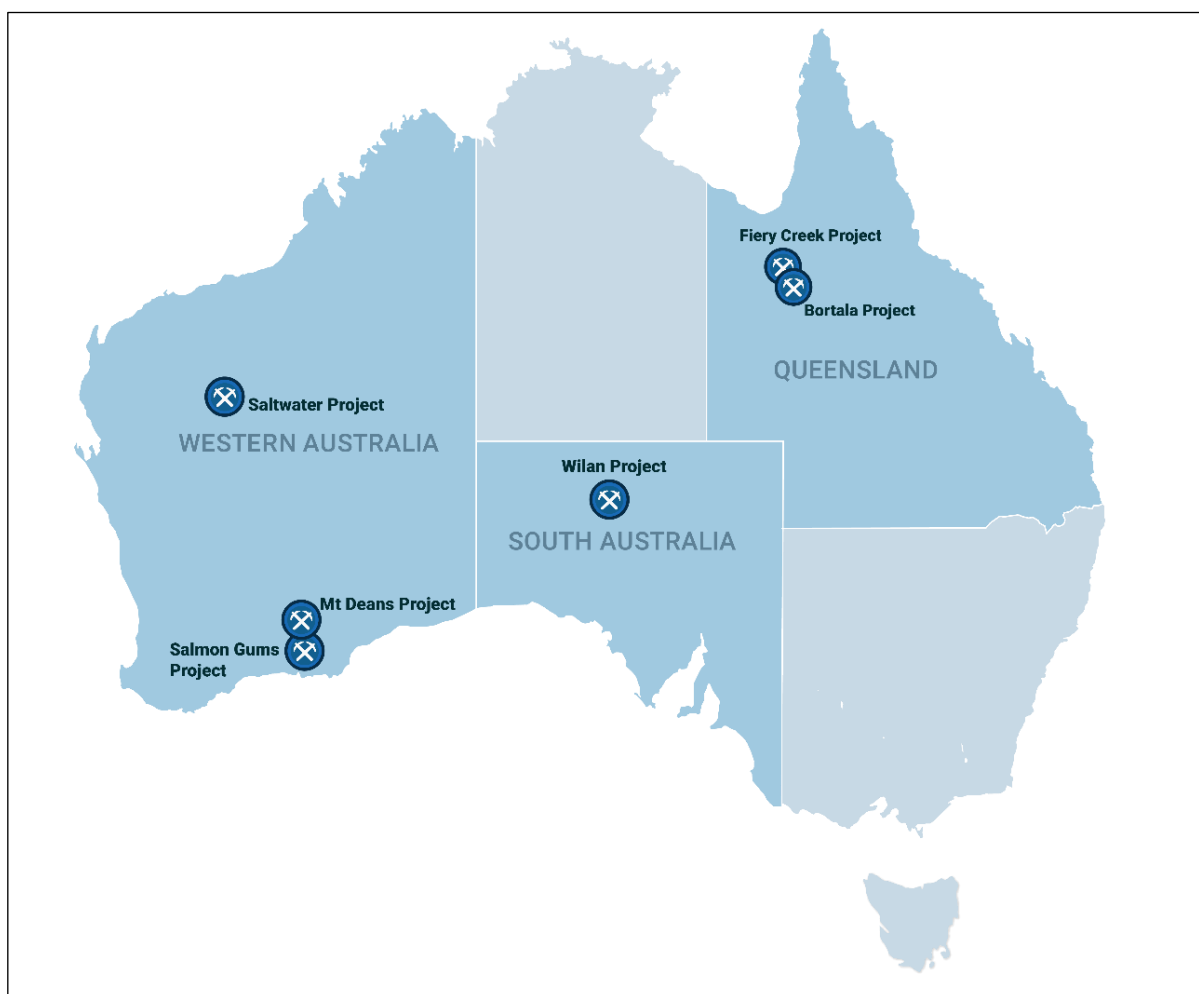 Fiery Creek Project
Bortala Project
QUEENSLAND
Saltwater Project
WESTERN AUSTRALIA
Wilan Project
SOUTH AUSTRALIA
Mt Deans Project
Salmon Gums
Project